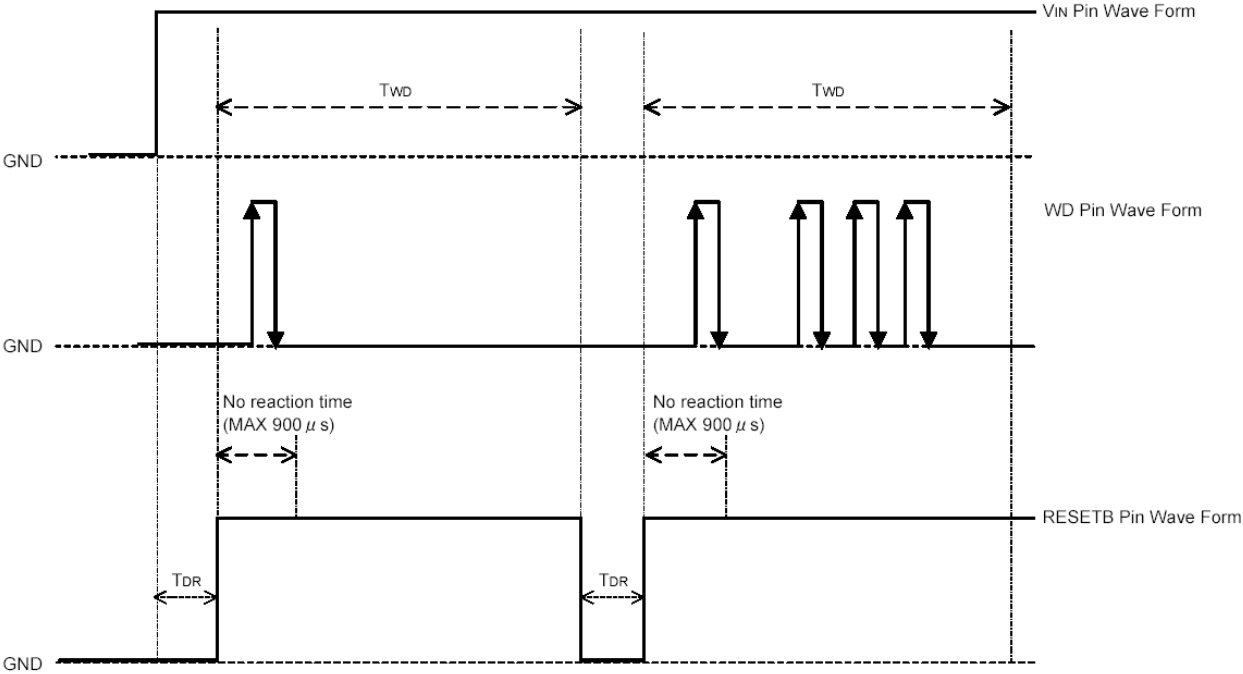 VIN Pin Wave Form
TWD
TWD
GND
WD Pin Wave Form
GND
No reaction time
(MAX 900 μ s)
No reaction time
(MAX 900 μ s)
RESETB Pin Wave Form
TDR
TDR
GND